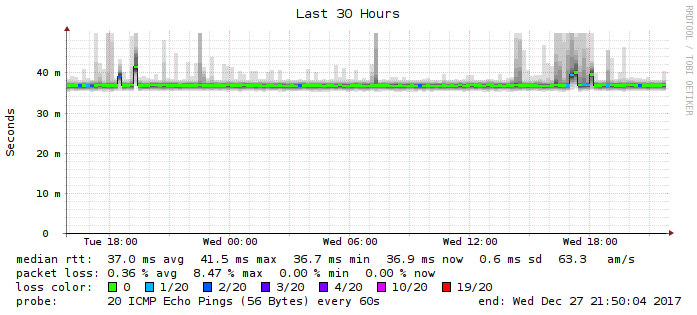 Last 30 Hours
RRDTOOL / TOBI OETIKER
Seconds
40 m
30 m
20 m
10 m
0
Tue 18:00 Wed 00:00 Wed 06:00 Wed 12:00 Wed 18:00
median rtt: 37.0 ms avg 41.5 ms max 36.7 ms min 36.9 ms now 0.6 ms sd 63.3 am/s
packet loss: 0.36 % avg 8.47 % max 0.00 % min 0.00 % now
loss color: 0 1/20 2/20 3/20 4/20 10/20 19/20
probe: 20 ICMP Echo Pings (56 Bytes) every 60s end: Wed Dec 27 21:50:04 2017